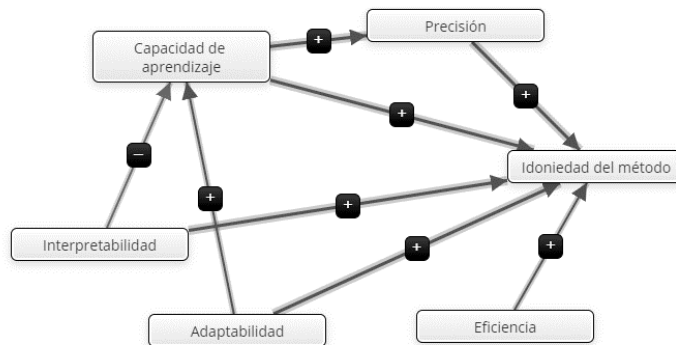 Precisión
+
Capacidad de
aprendizaje
+
+
+
−
Idoniedad del método
+
+
Interpretabilidad
+
+
Adaptabilidad
Eficiencia